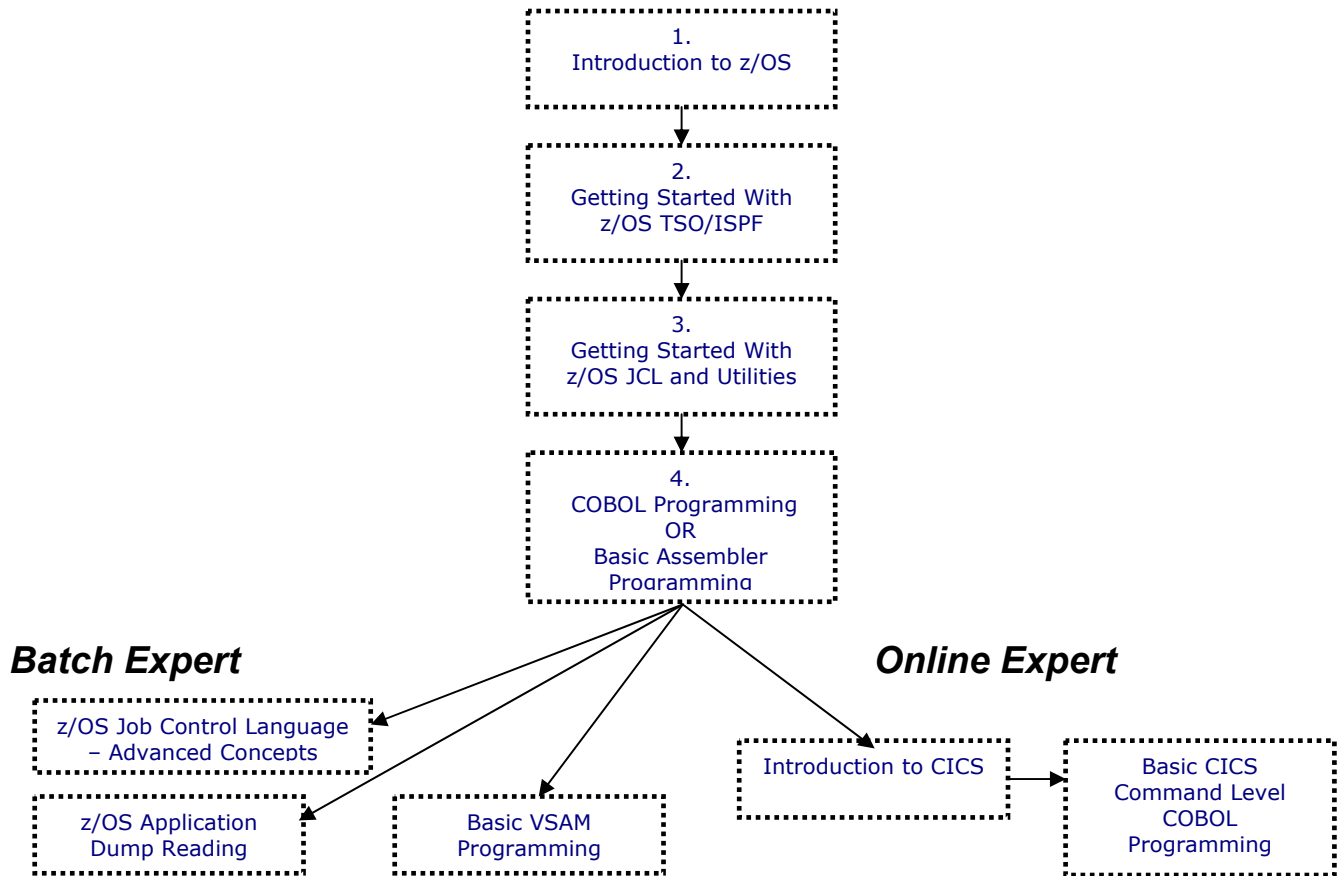 1.
Introduction to z/OS
2.
Getting Started With
z/OS TSO/ISPF
3.
Getting Started With
z/OS JCL and Utilities
4.
COBOL Programming
OR
Basic Assembler
Programming
Batch Expert
Online Expert
z/OS Job Control Language
– Advanced Concepts
z/OS Application
Dump Reading
Basic VSAM
Programming
Introduction to CICS
Basic CICS
Command Level
COBOL
Programming